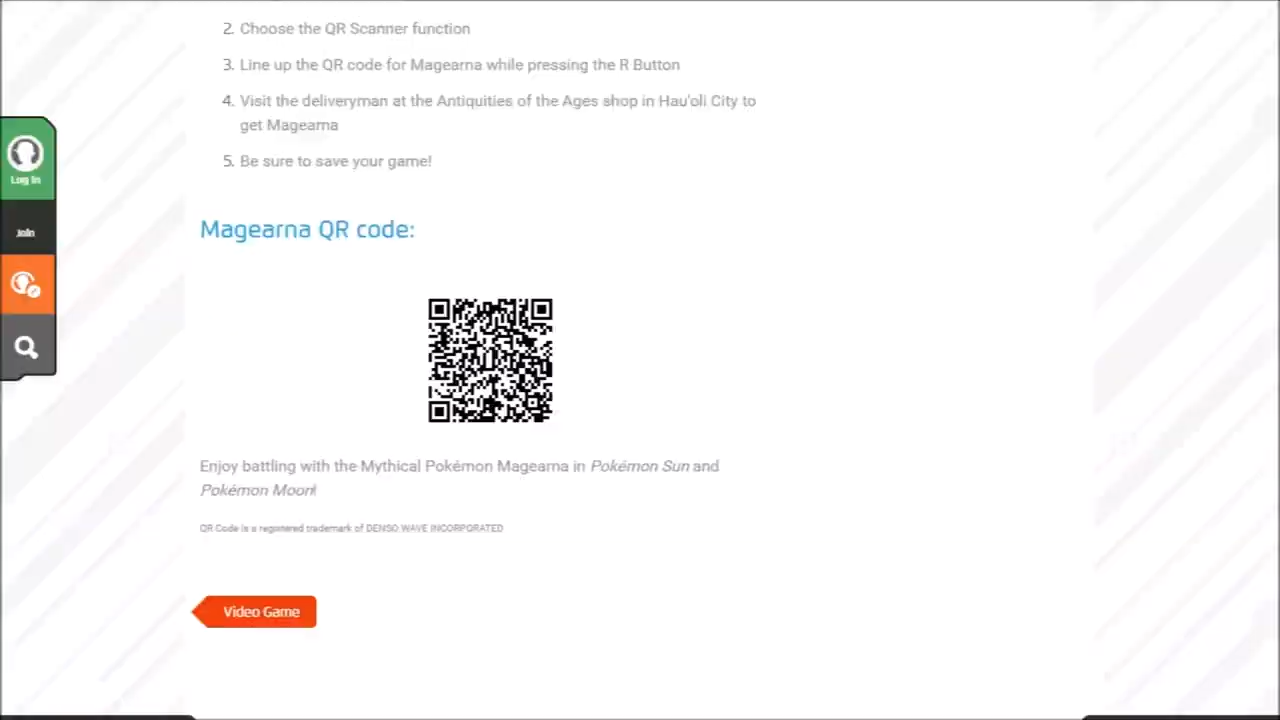 2. Choose the QR Scanner function
3. Line up the QR code for Magearna while pressing the R Button
4. Visit the deliveryman at the Antiquities of the Ages shop in Hau'oli City to
get Magearna
5. Be sure to save your game!
Log In
Join
Magearna QR code:
Enjoy battling with the Mythical Pokémon Magearna in Pokémon Sun and
Pokémon Moon!
QR Code is a registered trademark of DENSO WAVE INCORPORATED
Video Game